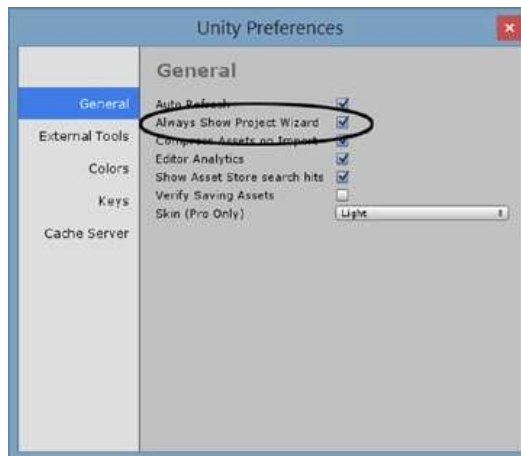 Unity Preferences
x
General
General
External Tools
Colors
Keys
Cache Server
Auto Refresh
Always Show Project Wizard
Compress Assets on Import
Editor Analytics
Show Asset Store search hits
Verify Saving Assets
Skin (Pro Only) Light